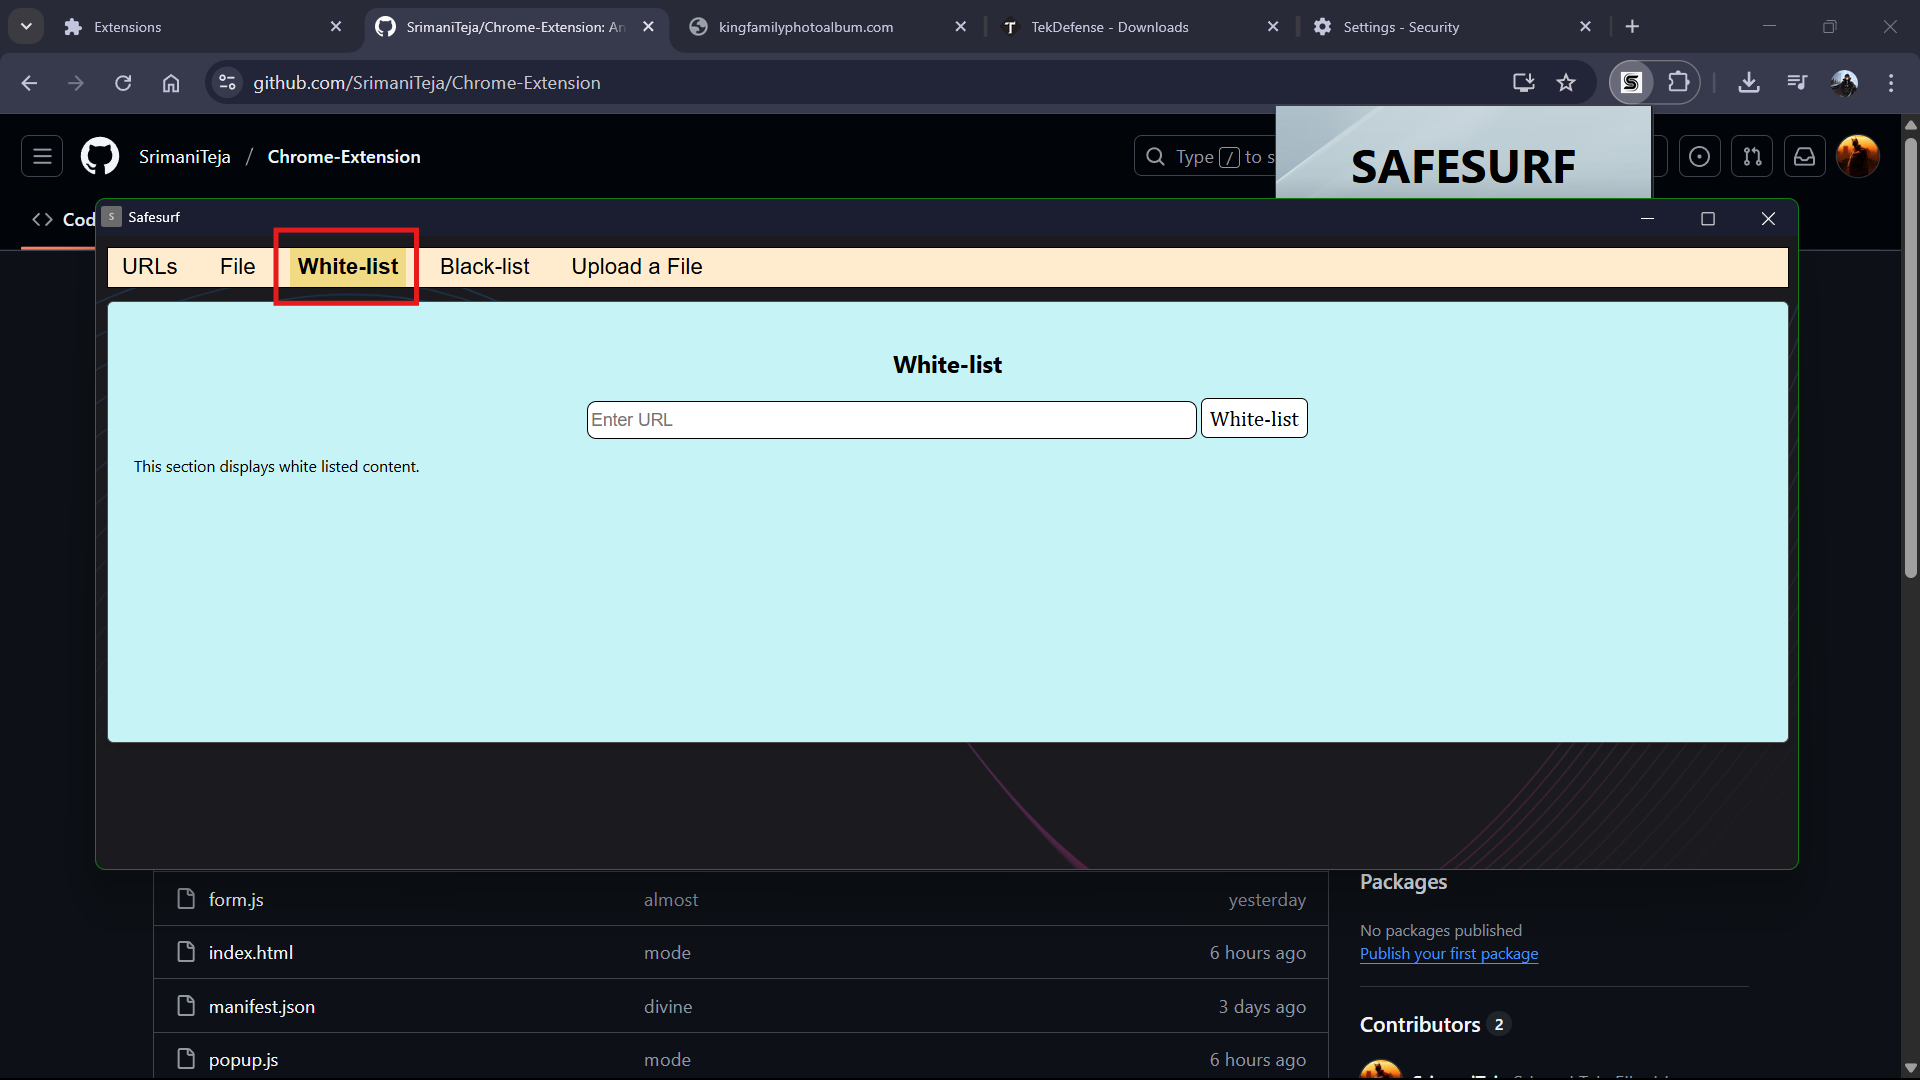 Extensions
SrimaniTeja/Chrome-Extension: An
kingfamilyphotoalbum.com
TekDefense - Downloads
Settings - Security
github.com/SrimaniTeja/Chrome-Extension
SrimaniTeja / Chrome-Extension
Type / to s
SAFESURF
Cod
S Safesurf
URLs File White-list Black-list Upload a File
White-list
Enter URL White-list
This section displays white listed content.
form.js almost yesterday
index.html mode 6 hours ago
manifest.json divine 3 days ago
popup.js mode 6 hours ago
Packages
No packages published
Publish your first package
Contributors 2